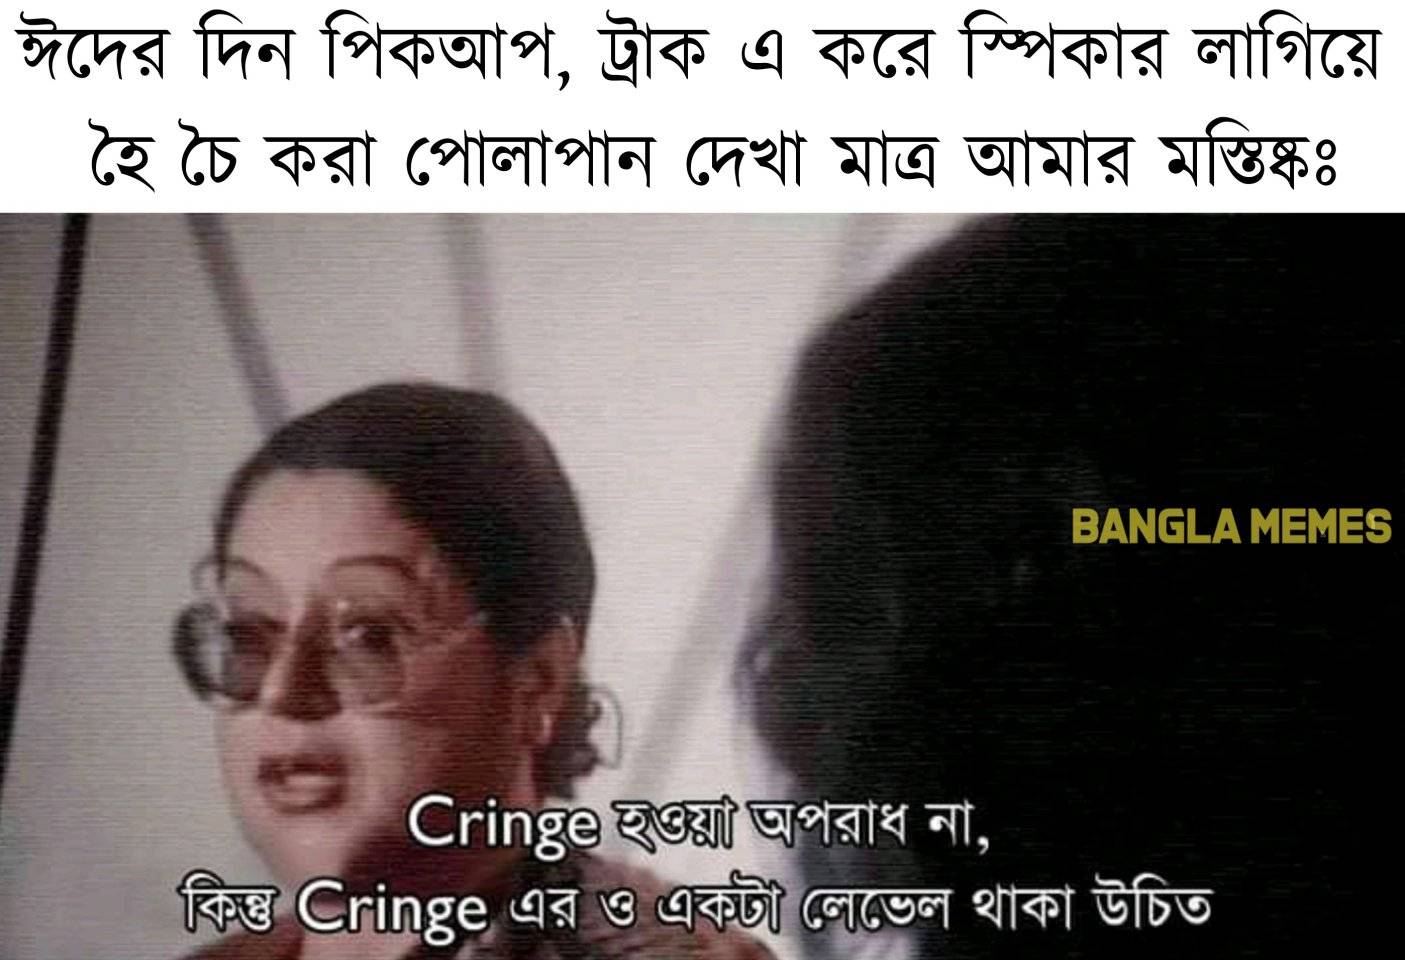 ঈদের দিন পিকআপ, ট্রাক এ করে স্পিকার লাগিয়ে
হৈ চৈ করা পোলাপান দেখা মাত্র আমার মস্তিষ্কঃ
BANGLA MEMES
Cringe হওয়া অপরাধ না,
কিন্তু Cringe এর ও একটা লেভেল থাকা উচিত